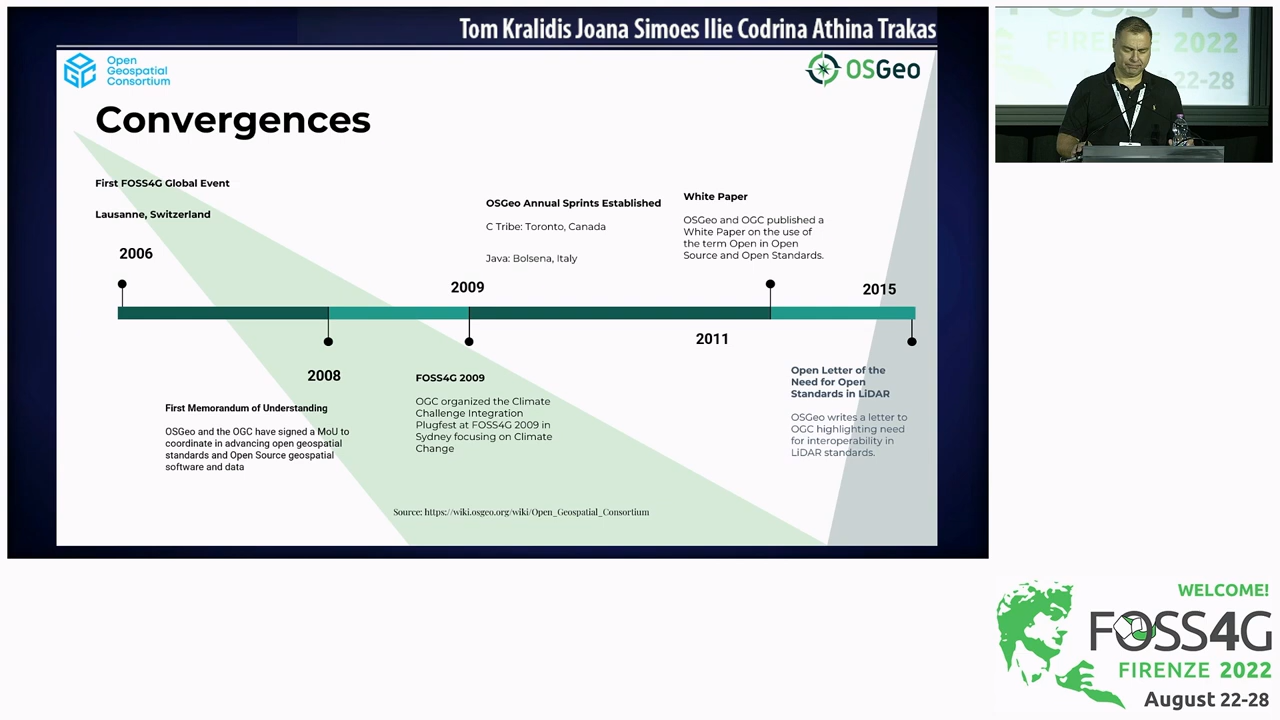 Tom Kralidis Joana Simoes Ilie Codrina Athina Trakas
Open
Geospatial
Consortium
OSGeo
Convergences
First FOSS4G Global Event
Lausanne, Switzerland
2006
OSGeo Annual Sprints Established
C Tribe: Toronto, Canada
Java: Bolsena, Italy
2009
White Paper
OSGeo and OGC published a
White Paper on the use of
the term Open in Open
Source and Open Standards.
2015
2011
2008
First Memorandum of Understanding
OSGeo and the OGC have signed a MoU to
coordinate in advancing open geospatial
standards and Open Source geospatial
software and data
FOSS4G 2009
OGC organized the Climate
Challenge Integration
Plugfest at FOSS4G 2009 in
Sydney focusing on Climate
Change
Open Letter of the
Need for Open
Standards in LiDAR
OSGeo writes a letter to
OGC highlighting need
for interoperability in
LiDAR standards.
Source: https://wiki.osgeo.org/wiki/Open_Geospatial_Consortium
FIRENZE 2022
22-28
WELCOME!
FOSS4G
FIRENZE 2022
August 22-28